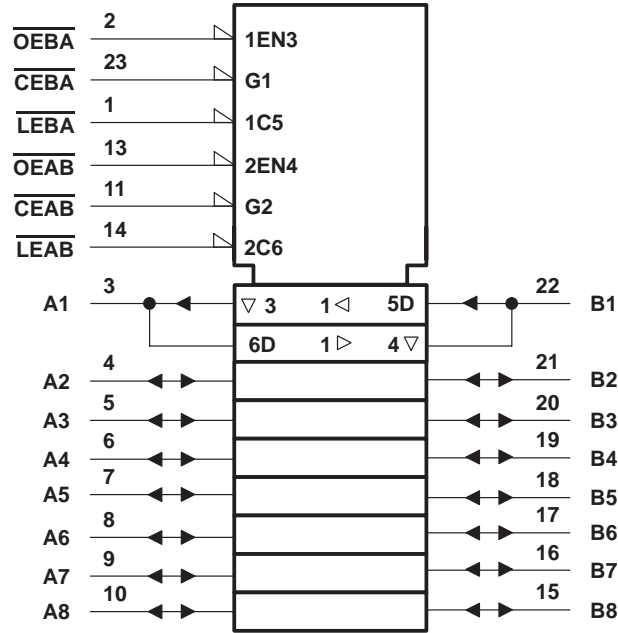 OEBA 2 1EN3
CEBA 23 G1
LEBA 1 1C5
OEAB 13 2EN4
CEAB 11 G2
LEAB 14 2C6
A1 3 ▽ 3 1 ◁ 5D 22 B1
6D 1 ▷ 4 ▽
A2 4 21 B2
A3 5 20 B3
A4 6 19 B4
A5 7 18 B5
A6 8 17 B6
A7 9 16 B7
A8 10 15 B8